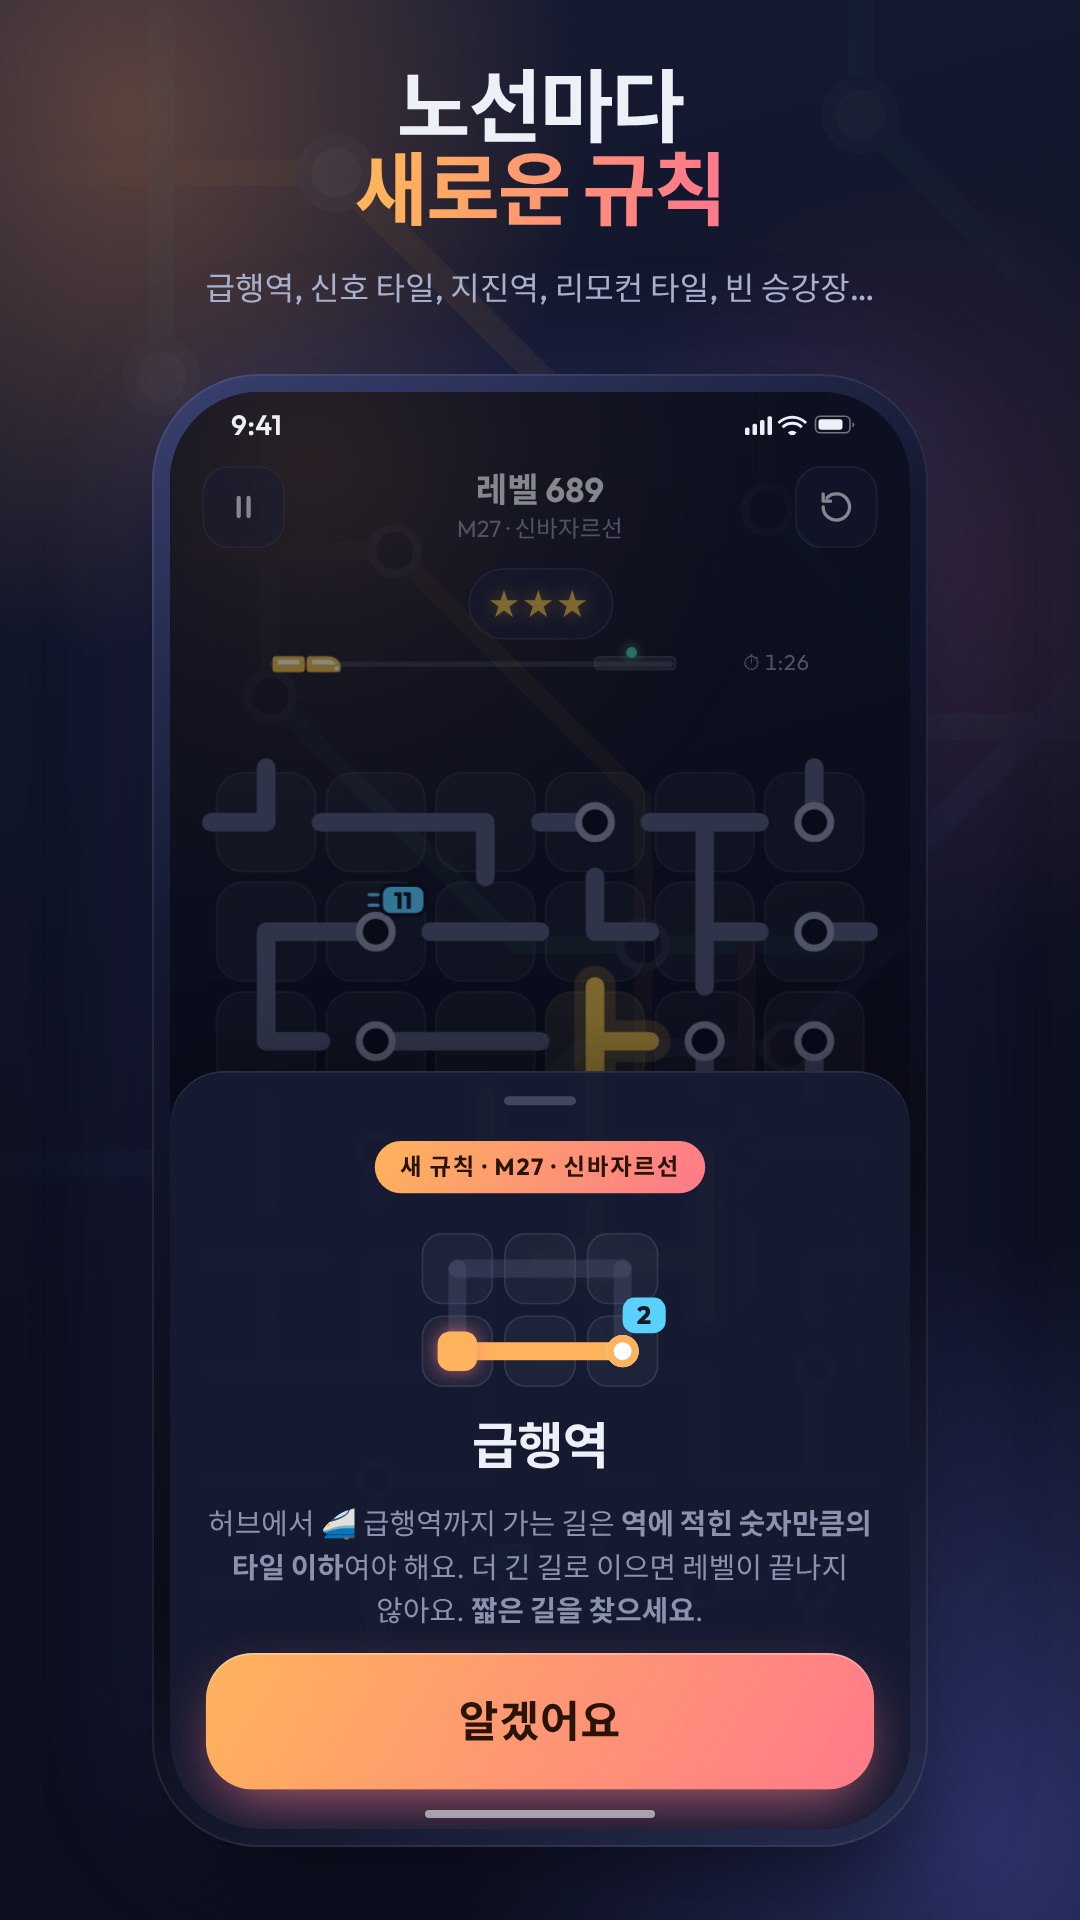 노선마다
새로운 규칙
급행역, 신호 타일, 지진역, 리모컨 타일, 빈 승강장...
9:41
레벨 689
M27 · 신바자르선
★★★
⏱ 1:26
11
새 규칙 · M27 · 신바자르선
2
급행역
허브에서 🚄 급행역까지 가는 길은 역에 적힌 숫자만큼의
타일 이하여야 해요. 더 긴 길로 이으면 레벨이 끝나지
않아요. 짧은 길을 찾으세요.
알겠어요